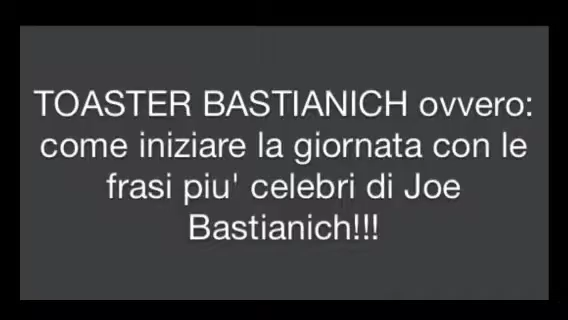 TOASTER BASTIANICH ovvero:
come iniziare la giornata con le
frasi piu' celebri di Joe
Bastianich!!!